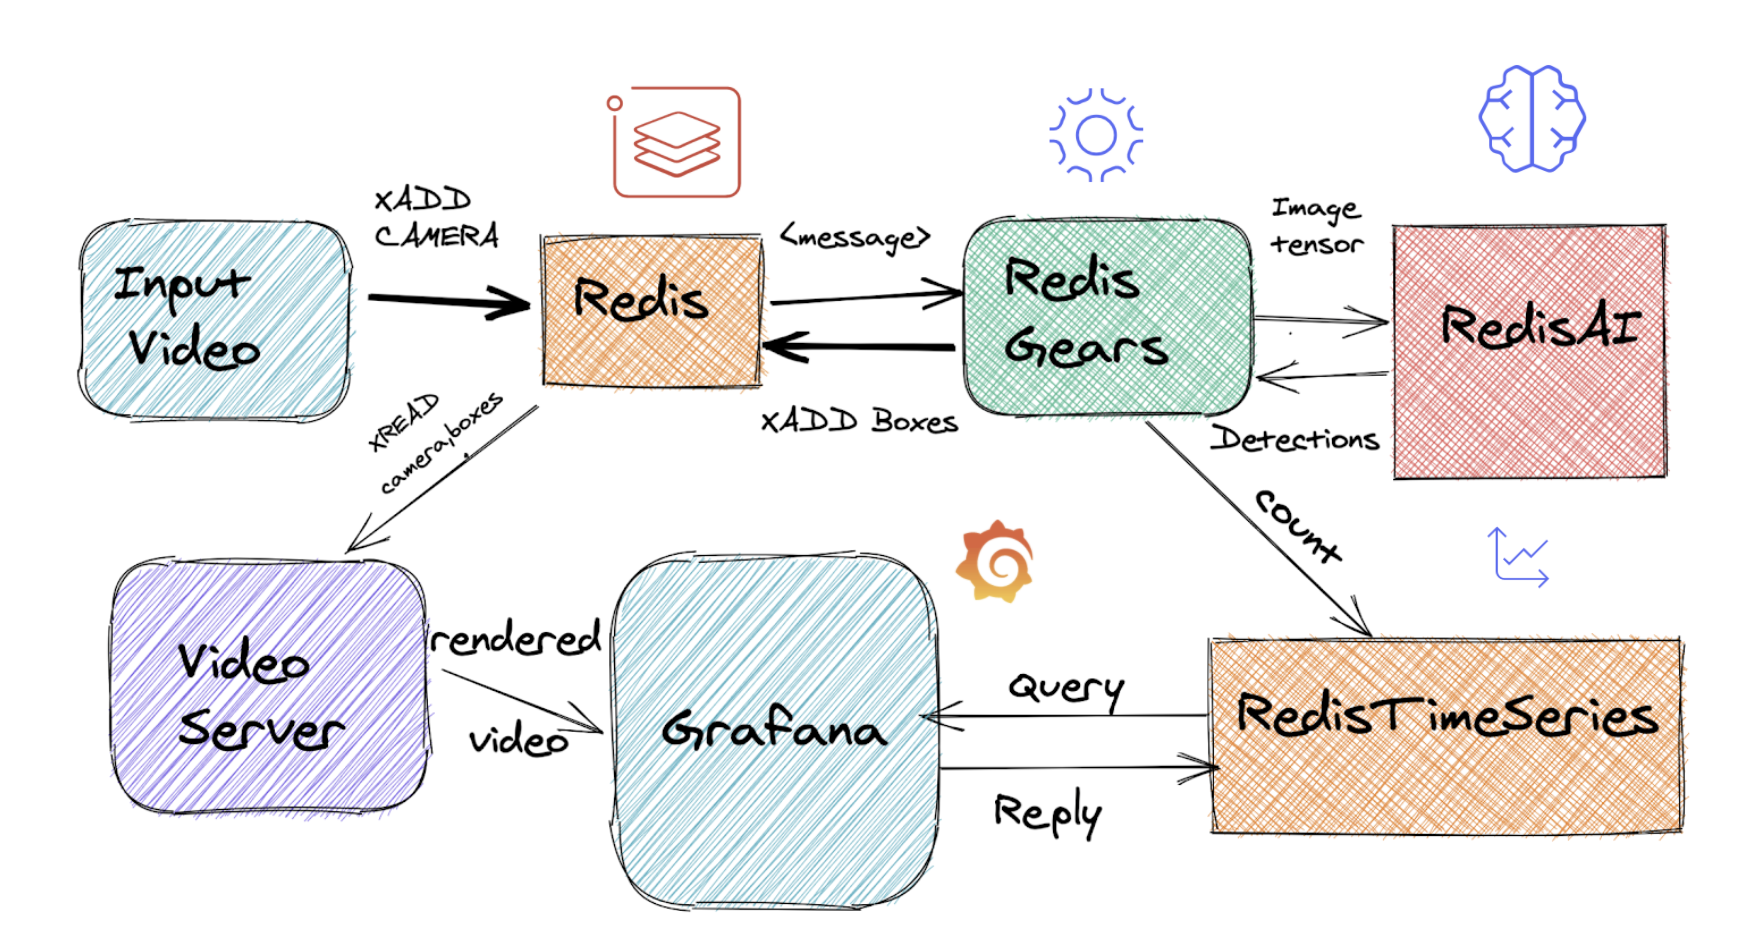 xADD
CAMERA
Input
Video
Redis
<message>
xADD Boxes
Redis
Gears
Image
tensor
RedisAI
Detections
xREAD
camera,boxes
count
Video
Server
rendered
video
Grafana
Query
Reply
RedisTimeSeries